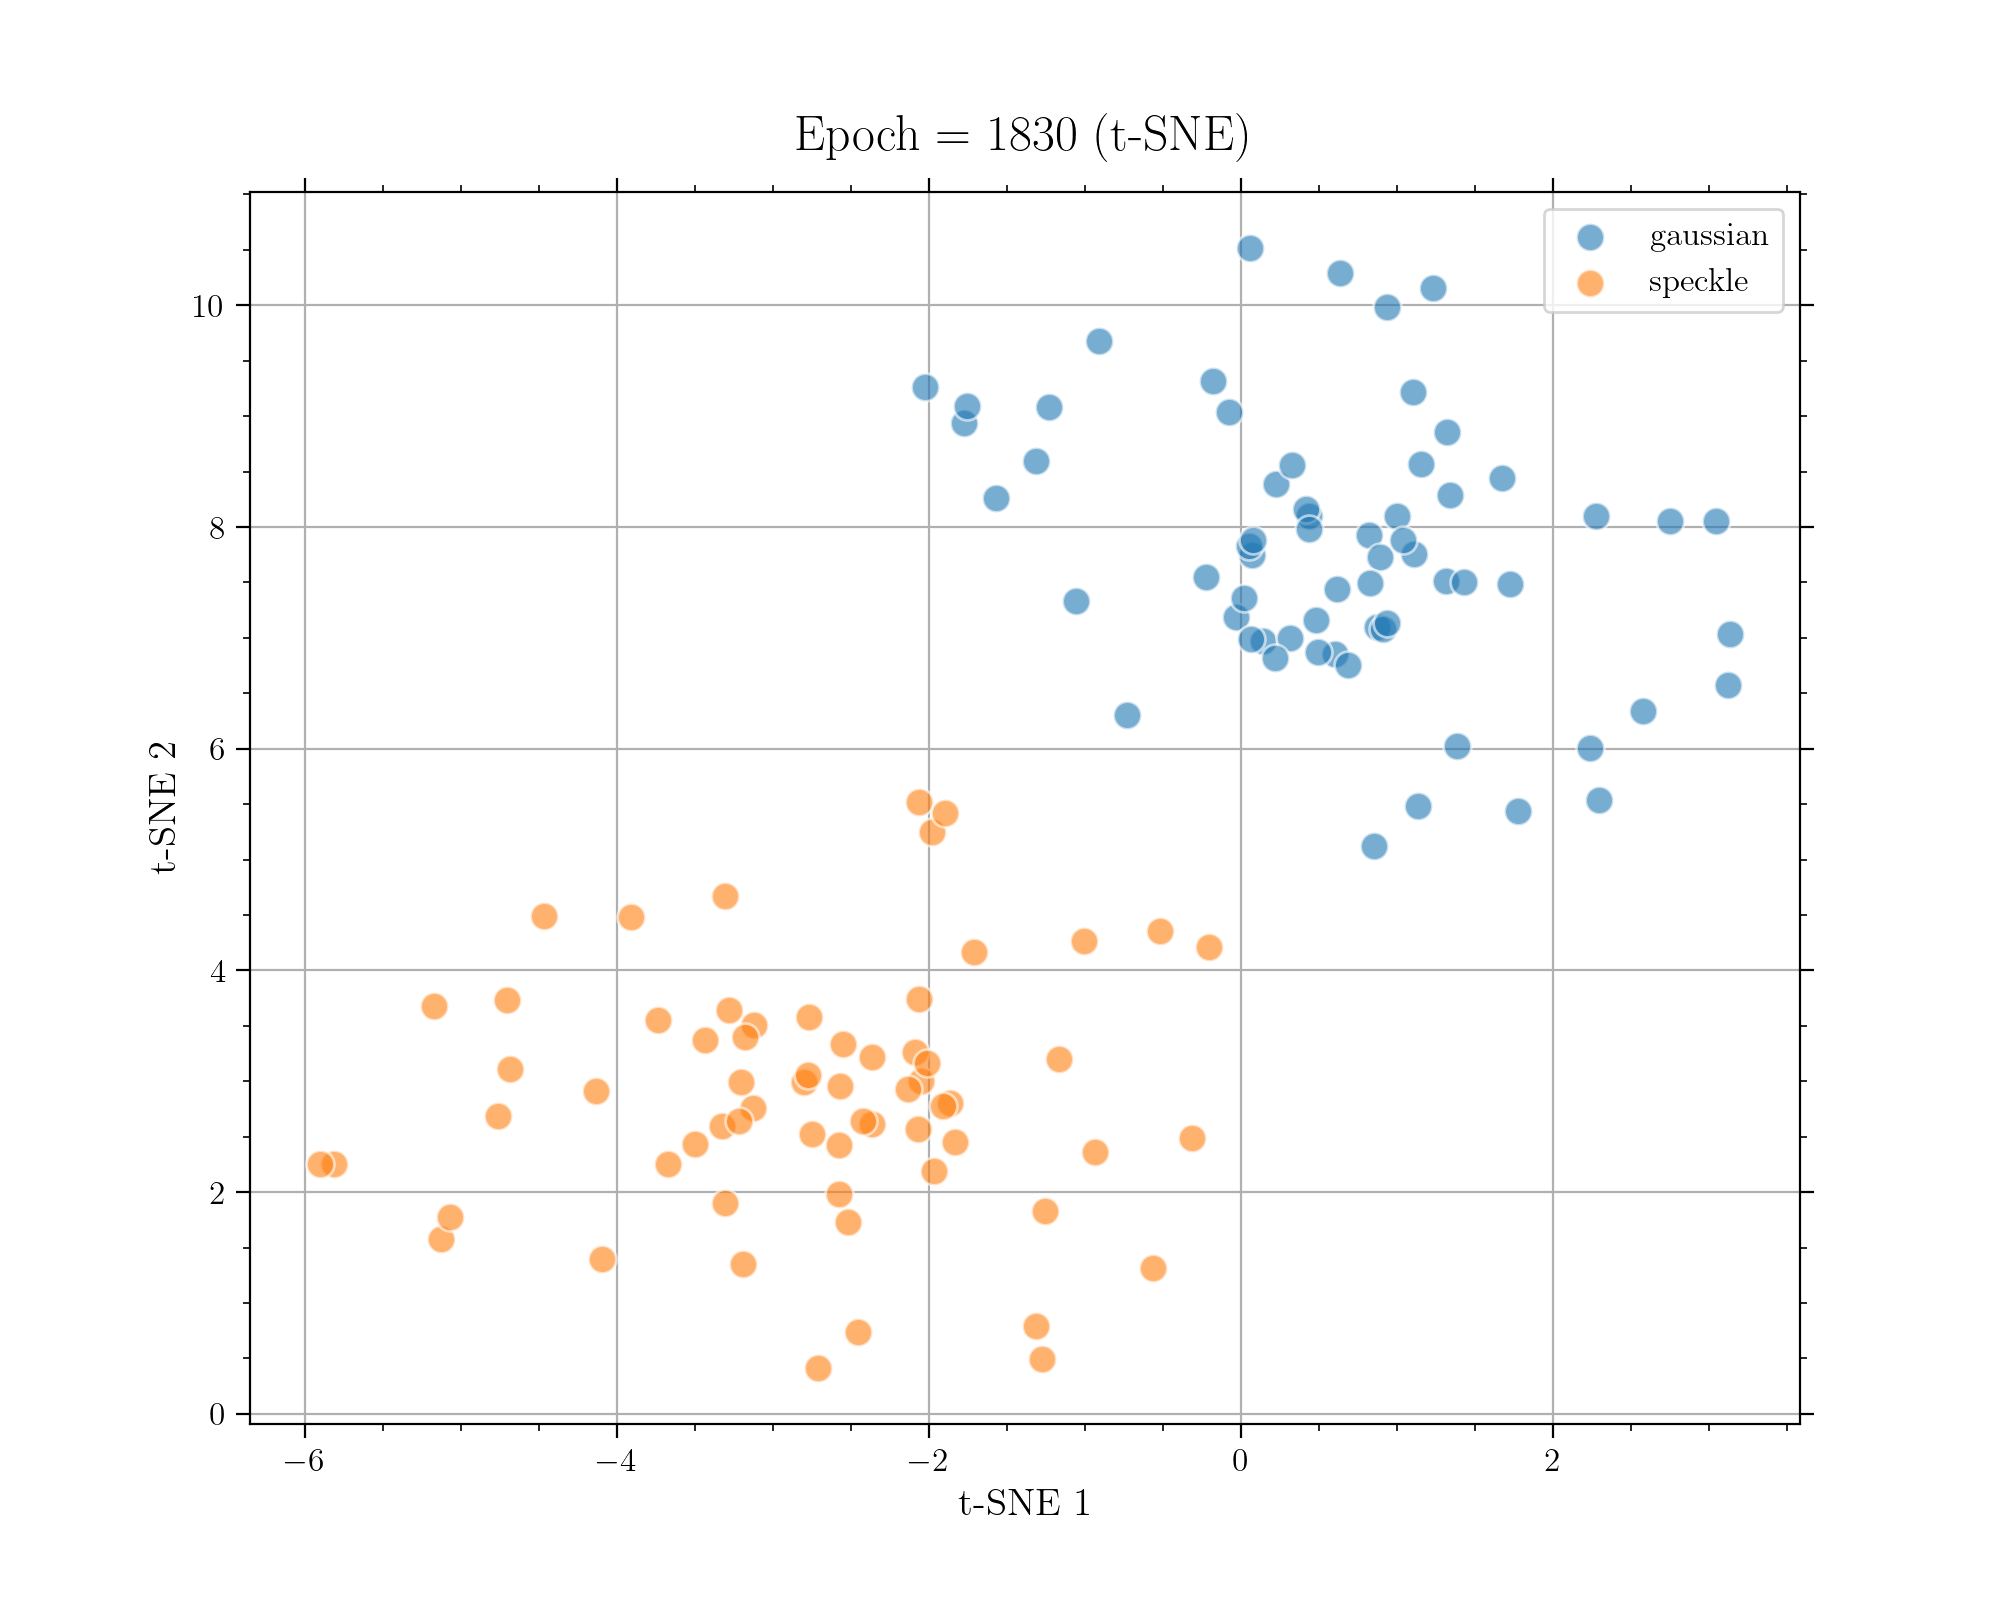 Epoch = 1830 (t-SNE)
gaussian
speckle
10
8
6
4
2
0
t-SNE 2
−6
−4
−2
0
2
t-SNE 1